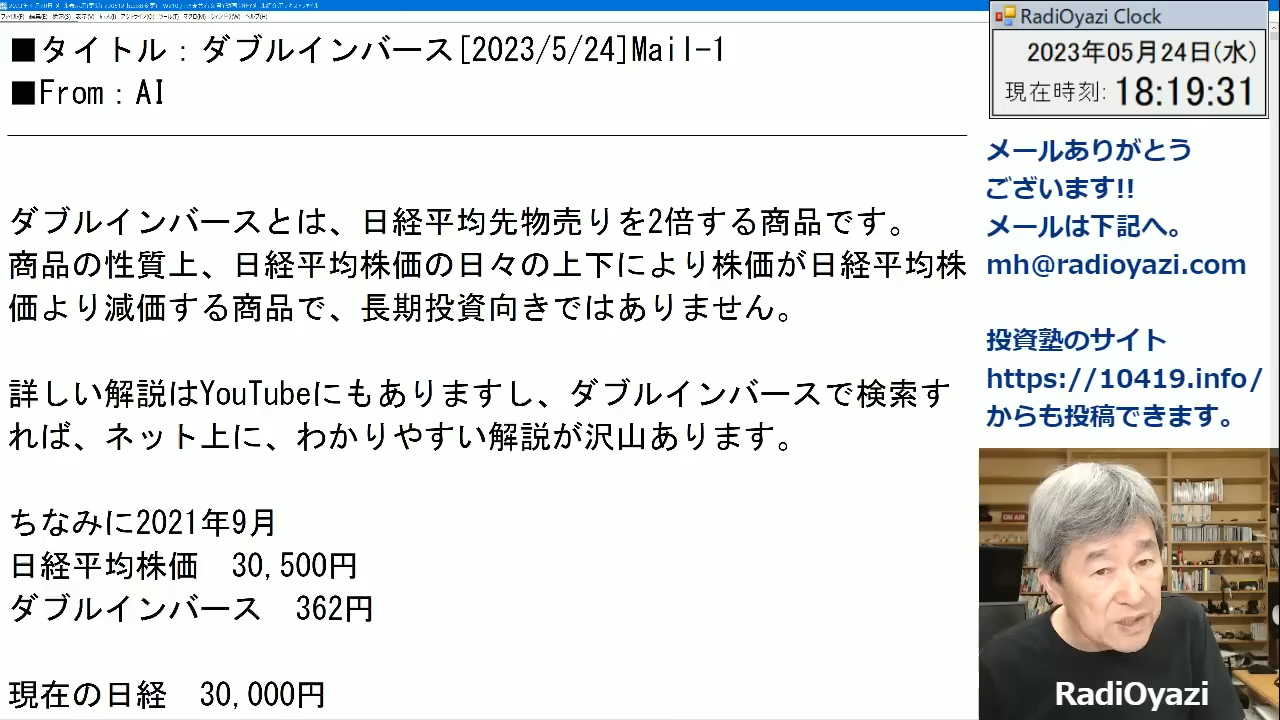 ■タイトル：ダブルインバース[2023/5/24]Mail-1
■From：AI
ダブルインバースとは、日経平均先物売りを2倍する商品です。
商品の性質上、日経平均株価の日々の上下により株価が日経平均株
価より減価する商品で、長期投資向きではありません。
詳しい解説はYouTubeにもありますし、ダブルインバースで検索す
れば、ネット上に、わかりやすい解説が沢山あります。
ちなみに2021年9月
日経平均株価　30,500円
ダブルインバース　362円
現在の日経　30,000円
RadiOyazi Clock
2023年05月24日(水)
現在時刻: 18:19:31
メールありがとう
ございます!!
メールは下記へ。
mh@radioyazi.com
投資塾のサイト
https://10419.info/
からも投稿できます。
ON AIR
RadiOyazi